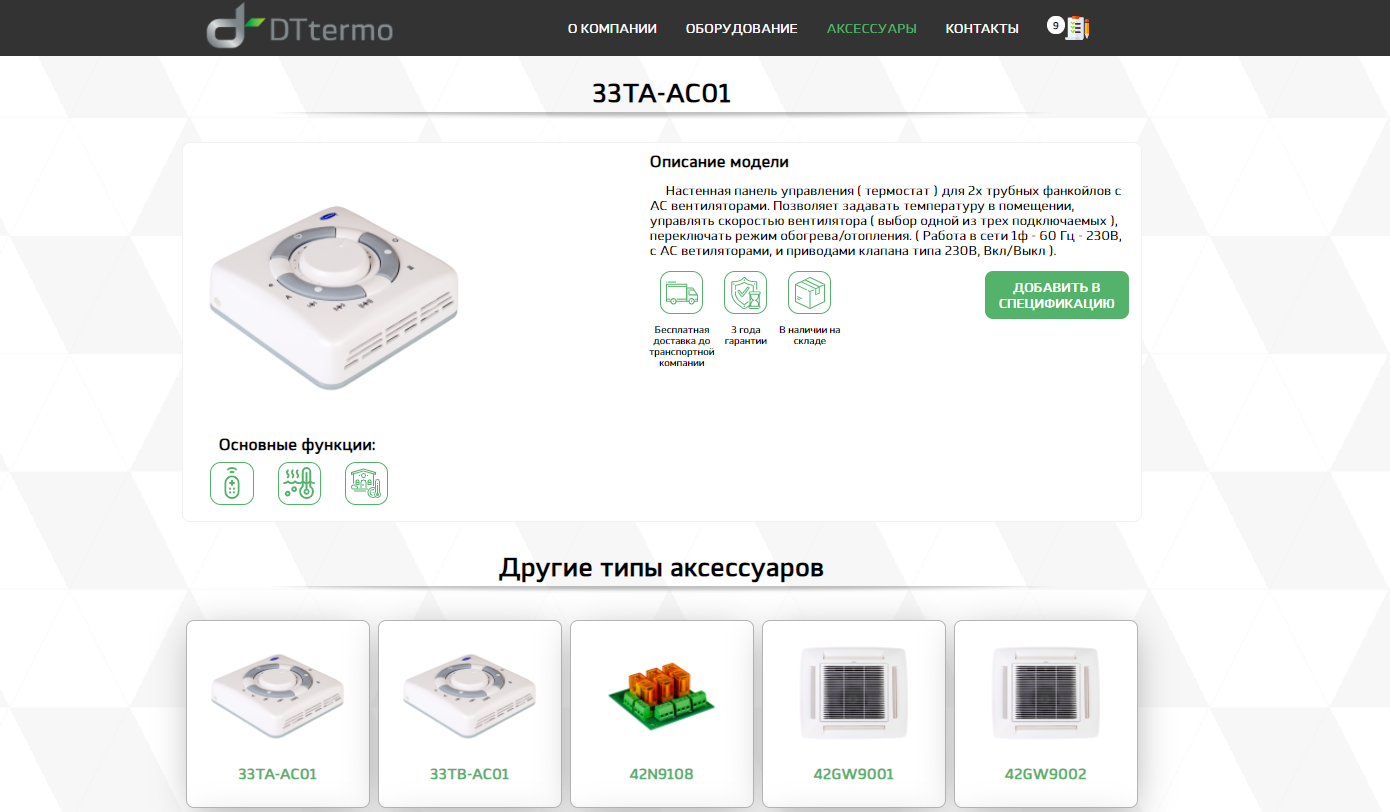 DTtermo
О КОМПАНИИ
ОБОРУДОВАНИЕ
АКСЕССУАРЫ
КОНТАКТЫ
9
33TA-AC01
Описание модели
Настенная панель управления ( термостат ) для 2х трубных фанкойлов с
АС вентиляторами. Позволяет задавать температуру в помещении,
управлять скоростью вентилятора ( выбор одной из трех подключаемых ),
переключать режим обогрева/отопления. ( Работа в сети 1ф - 60 Гц - 230В,
с АС ветиляторами, и приводами клапана типа 230В, Вкл/Выкл ).
Бесплатная
доставка до
транспортной
компании
3 года
гарантии
В наличии на
складе
ДОБАВИТЬ В
СПЕЦИФИКАЦИЮ
Основные функции:
Другие типы аксессуаров
33TA-AC01
33TB-AC01
42N9108
42GW9001
42GW9002